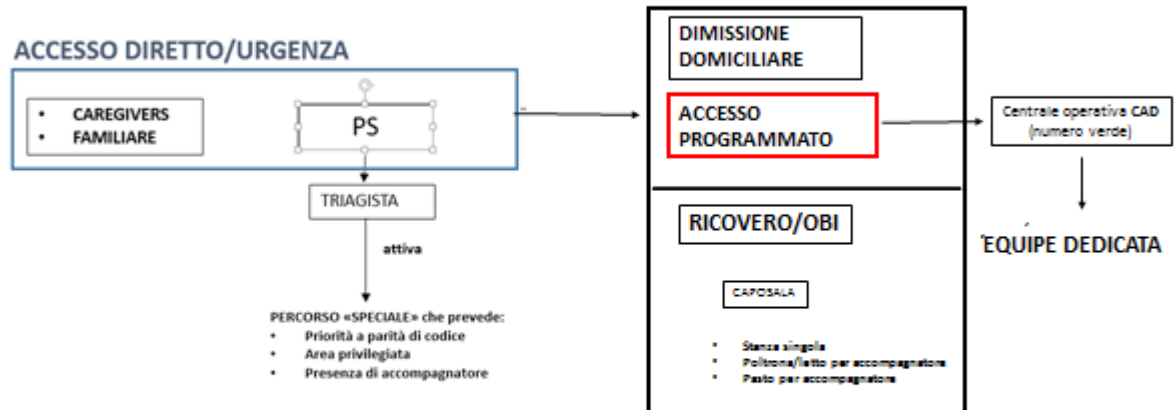 ACCESSO DIRETTO/URGENZA
• CAREGIVERS
• FAMILIARE
PS
TRIAGISTA
attiva
PERCORSO «SPECIALE» che prevede:
• Priorità a parità di codice
• Area privilegiata
• Presenza di accompagnatore
DIMISSIONE
DOMICILIARE
ACCESSO
PROGRAMMATO
RICOVERO/OBI
CAPOSALA
• Stanza singola
• Poltrona/letto per accompagnatore
• Pasto per accompagnatore
Centrale operativa CAD
(numero verde)
EQUIPE DEDICATA